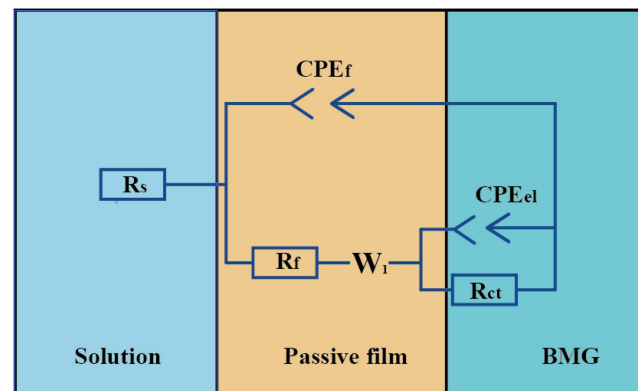 CPEf
Rs
CPEel
Rf
W1
Rct
Solution
Passive film
BMG